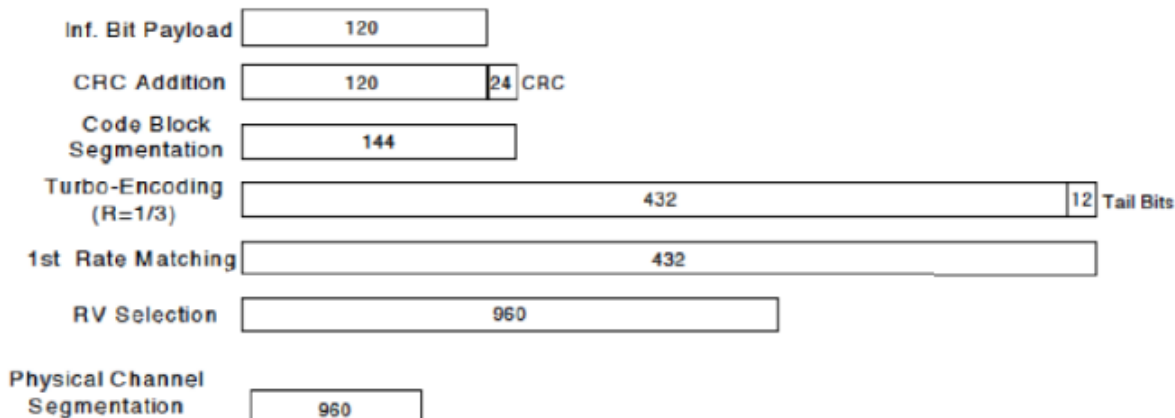 Inf. Bit Payload 120
CRC Addition 120 24 CRC
Code Block
Segmentation 144
Turbo-Encoding
(R=1/3) 432 12 Tail Bits
1st Rate Matching 432
RV Selection 960
Physical Channel
Segmentation 960